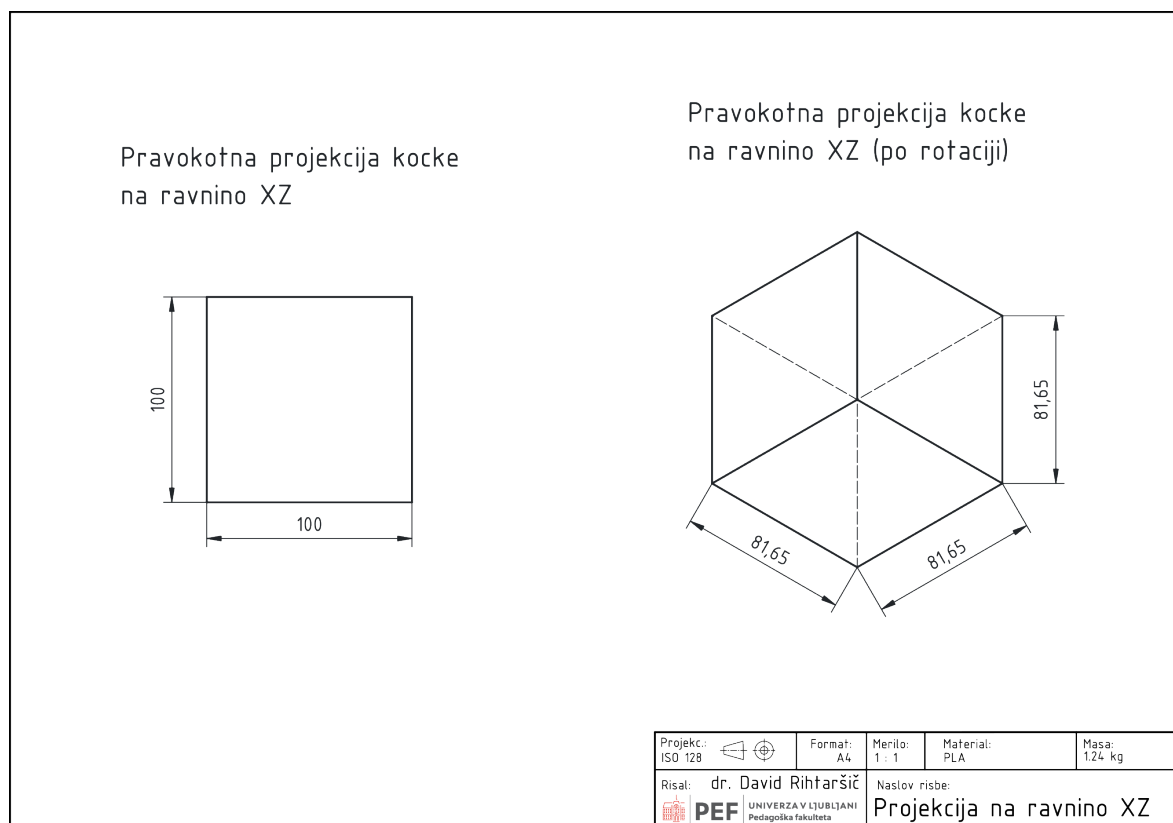 Pravokotna projekcija kocke
na ravnino XZ
100
100
Pravokotna projekcija kocke
na ravnino XZ (po rotaciji)
81,65
81,65
81,65
Projekc.:
ISO 128
Format:
A4
Merilo:
1 : 1
Material:
PLA
Masa:
1.24 kg
Risal: dr. David Rihtaršič
PEF
UNIVERZA V LJUBLJANI
Pedagoška fakulteta
Naslov risbe:
Projekcija na ravnino XZ